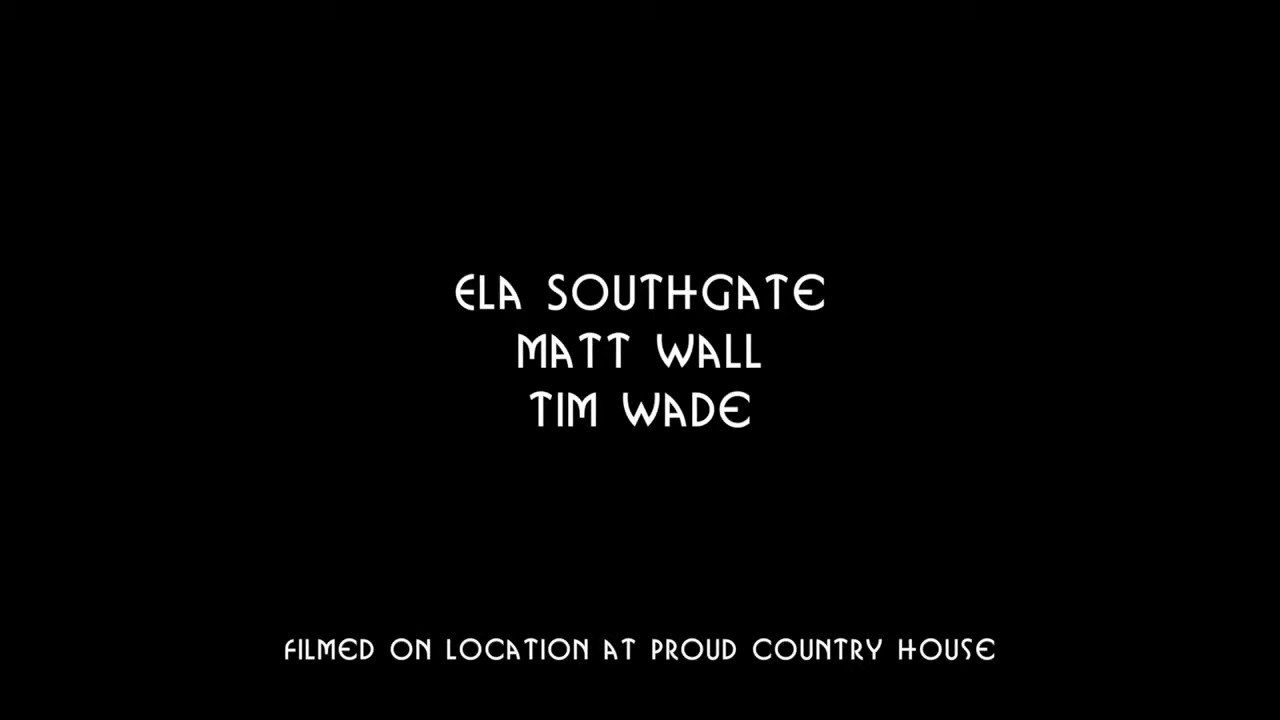 ELA SOUTHGATE
MATT WALL
TIM WADE
FILMED ON LOCATION AT PROUD COUNTRY HOUSE